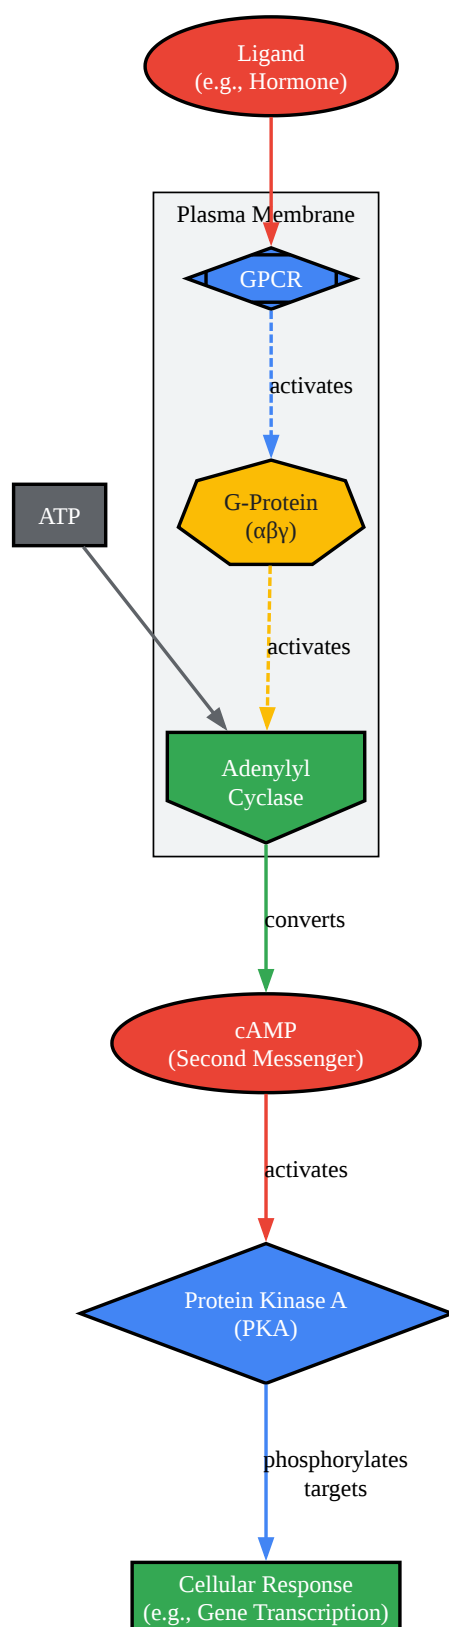 Ligand
(e.g., Hormone)
Plasma Membrane
GPCR
activates
G-Protein
(αβγ)
ATP
activates
Adenylyl
Cyclase
converts
cAMP
(Second Messenger)
activates
Protein Kinase A
(PKA)
phosphorylates
targets
Cellular Response
(e.g., Gene Transcription)